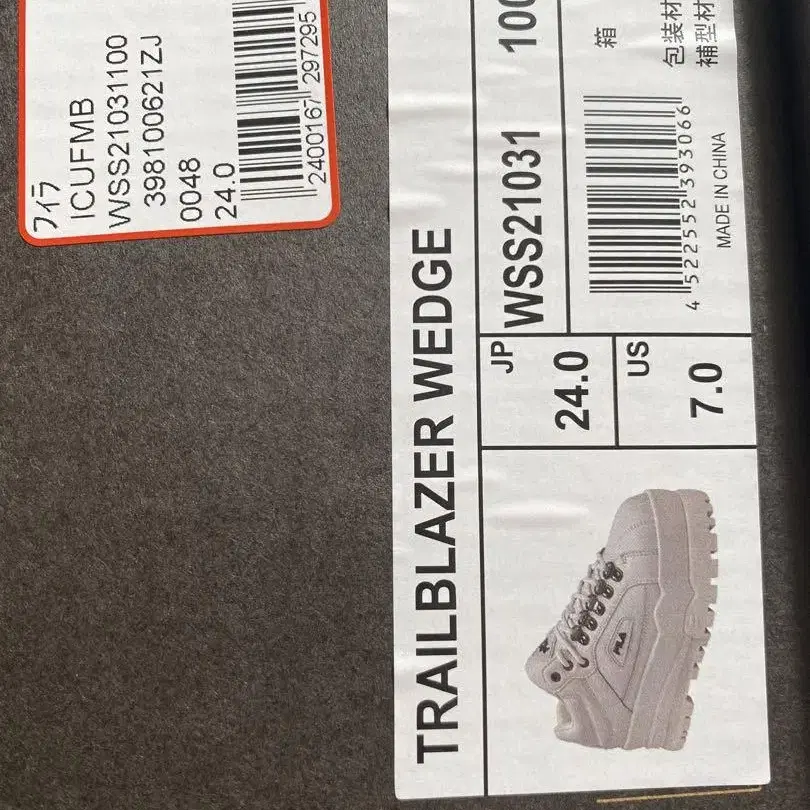 フィラ
ICUFMB
WSS21031100
398100621ZJ
0048
24.0
2400167 297295
TRAILBLAZER WEDGE
JP
24.0
US
7.0
WSS21031 100
4 522552 393066
MADE IN CHINA
箱
包装材
補型材
FILA